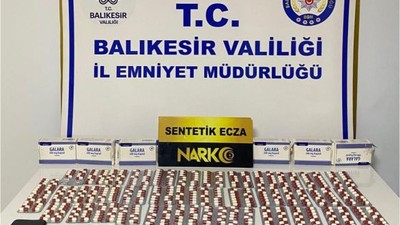 T.C.
BALIKESİR
VALİLİĞİ
T.C.
BALIKESİR VALİLİĞİ
İL EMNİYET MÜDÜRLÜĞÜ
SENTETİK ECZA
NARKO
GALARA
GALARA
GALARA
GALARA
GALARA
GALARA